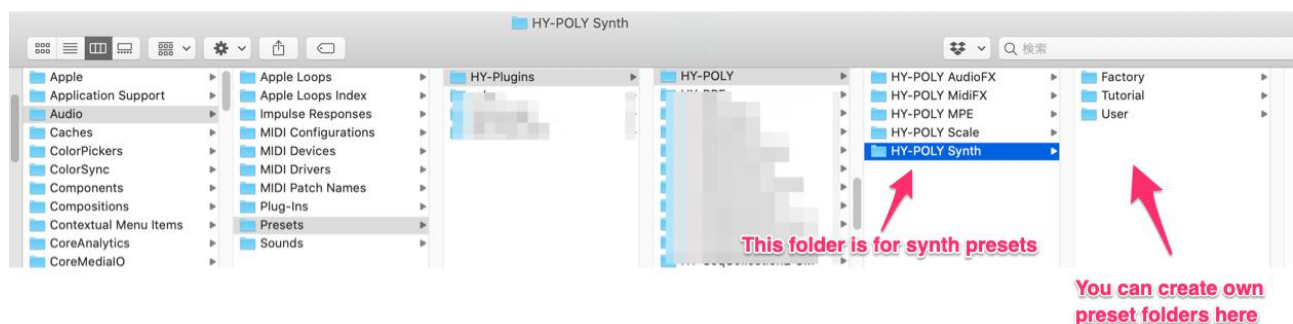 HY-POLY Synth
検索
Apple
Application Support
Audio
Caches
ColorPickers
ColorSync
Components
Compositions
Contextual Menu Items
CoreAnalytics
CoreMediaIO
Apple Loops
Apple Loops Index
Impulse Responses
MIDI Configurations
MIDI Devices
MIDI Drivers
MIDI Patch Names
Plug-Ins
Presets
Sounds
HY-Plugins
HY-POLY
HY-POLY AudioFX
HY-POLY MidiFX
HY-POLY MPE
HY-POLY Scale
HY-POLY Synth
Factory
Tutorial
User
This folder is for synth presets
You can create own
preset folders here